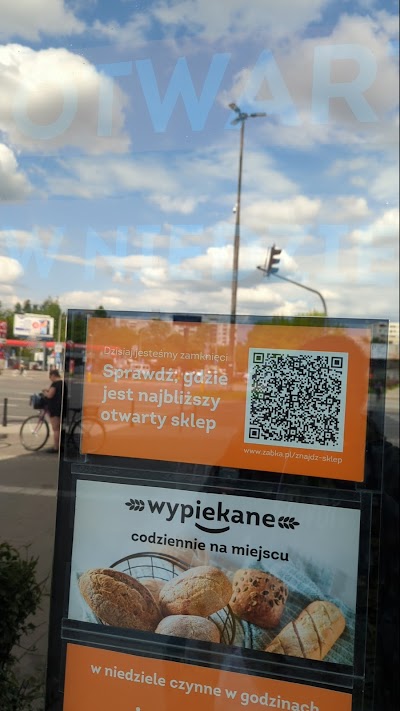 OTWAR
W NIEDZIE
Dzisiaj jesteśmy zamknięci
Sprawdź, gdzie
jest najbliższy
otwarty sklep
www.zabka.pl/znajdz-sklep
wypiekane
codziennie na miejscu
w niedziele czynne w godzinach